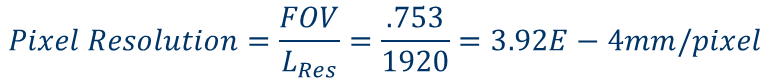 Pixel Resolution = FOV / L_Res = .753 / 1920 = 3.92E − 4mm/pixel